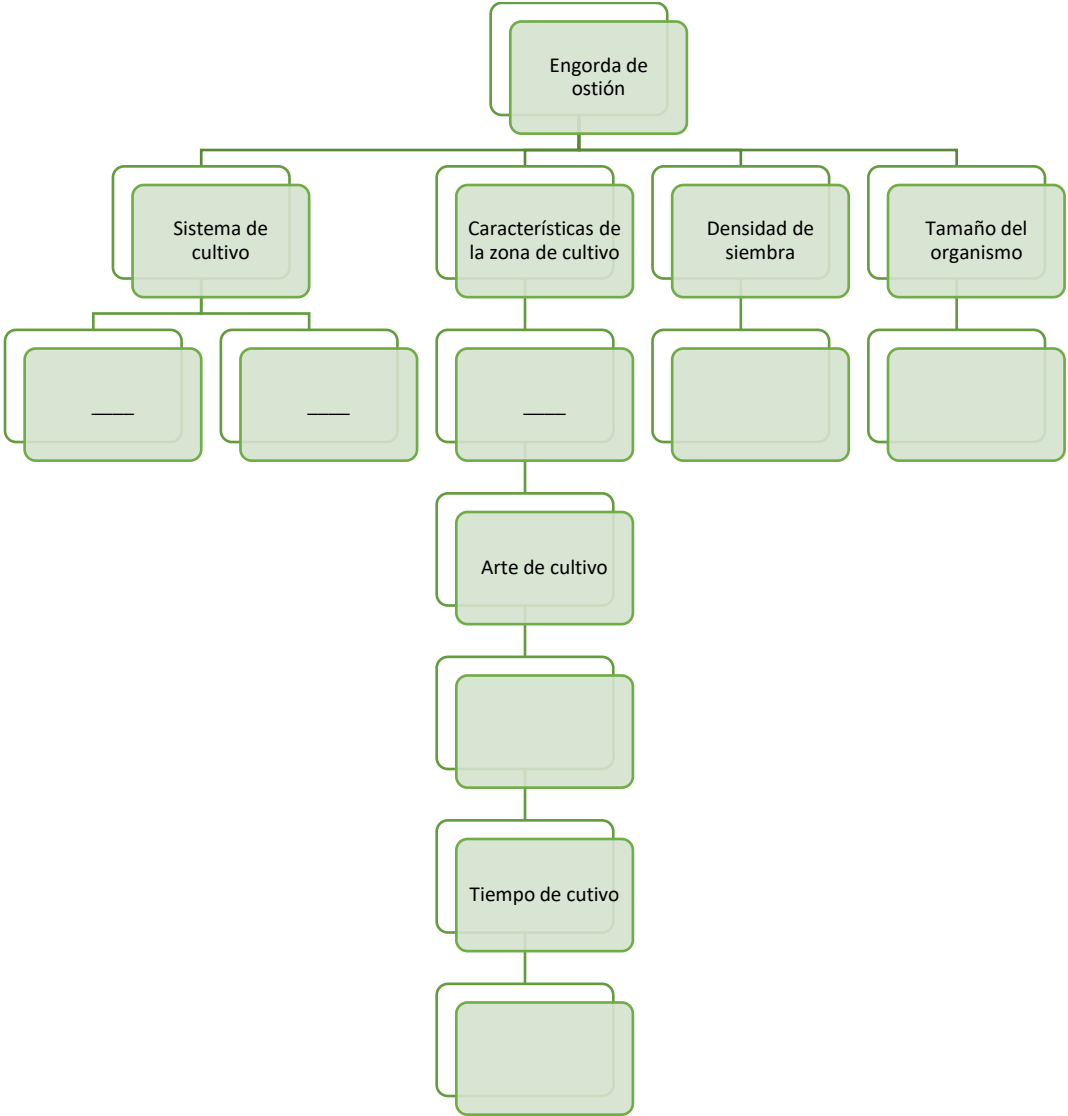 Engorda de
ostión
Sistema de
cultivo
Característícas de
la zona de cultivo
Densidad de
siembra
Tamaño del
organismo
____
____
____
Arte de cultivo
Tiempo de cutivo